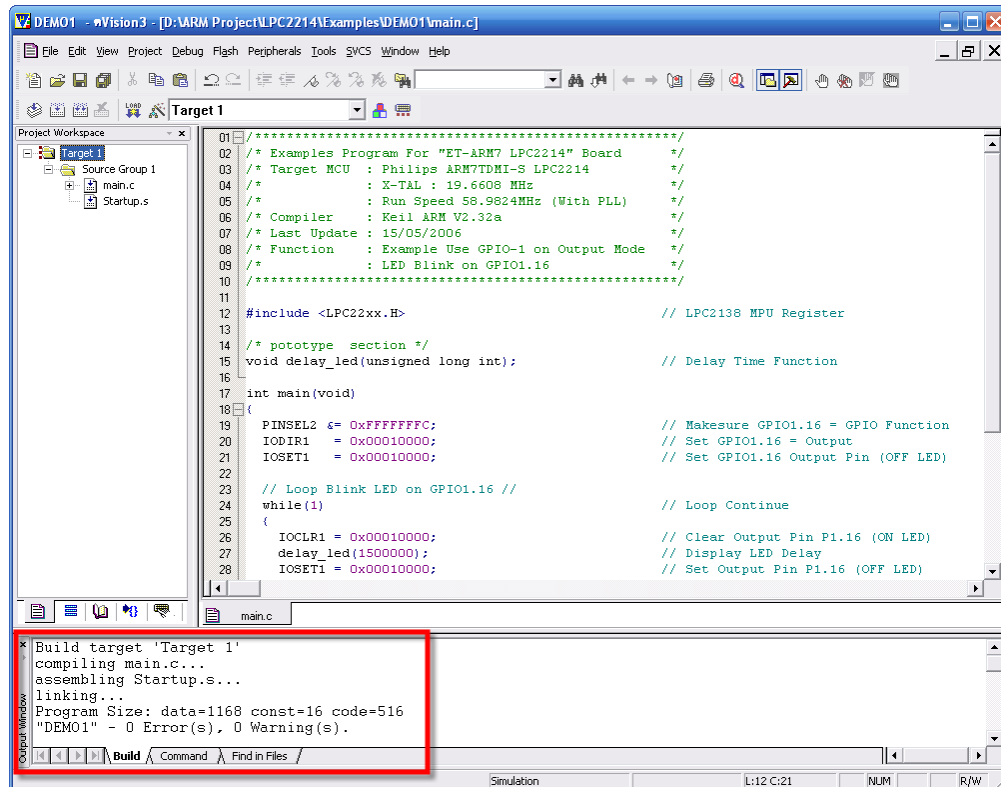 DEMO1 - µVision3 - [D:\ARM Project\LPC2214\Examples\DEMO1\main.c]
File Edit View Project Debug Flash Peripherals Tools SVCS Window Help
LOAD
Target 1
Project Workspace
Target 1
Source Group 1
main.c
Startup.s
01 /*****************************************************/
02 /* Examples Program For "ET-ARM7 LPC2214" Board */
03 /* Target MCU : Philips ARM7TDMI-S LPC2214 */
04 /* : X-TAL : 19.6608 MHz */
05 /* : Run Speed 58.9824MHz (With PLL) */
06 /* Compiler : Keil ARM V2.32a */
07 /* Last Update : 15/05/2006 */
08 /* Function : Example Use GPIO-1 on Output Mode */
09 /* : LED Blink on GPIO1.16 */
10 /*****************************************************/
11
12 #include <LPC22xx.H> // LPC2138 MPU Register
13
14 /* pototype section */
15 void delay_led(unsigned long int); // Delay Time Function
16
17 int main(void)
18 {
19 PINSEL2 &= 0xFFFFFFFC; // Makesure GPIO1.16 = GPIO Function
20 IODIR1 = 0x00010000; // Set GPIO1.16 = Output
21 IOSET1 = 0x00010000; // Set GPIO1.16 Output Pin (OFF LED)
22
23 // Loop Blink LED on GPIO1.16 //
24 while(1) // Loop Continue
25 {
26 IOCLR1 = 0x00010000; // Clear Output Pin P1.16 (ON LED)
27 delay_led(1500000); // Display LED Delay
28 IOSET1 = 0x00010000; // Set Output Pin P1.16 (OFF LED)
main.c
Output Window
Build target 'Target 1'
compiling main.c...
assembling Startup.s...
linking...
Program Size: data=1168 const=16 code=516
"DEMO1" - 0 Error(s), 0 Warning(s).
Build Command Find in Files
Simulation L:12 C:21 NUM R/W